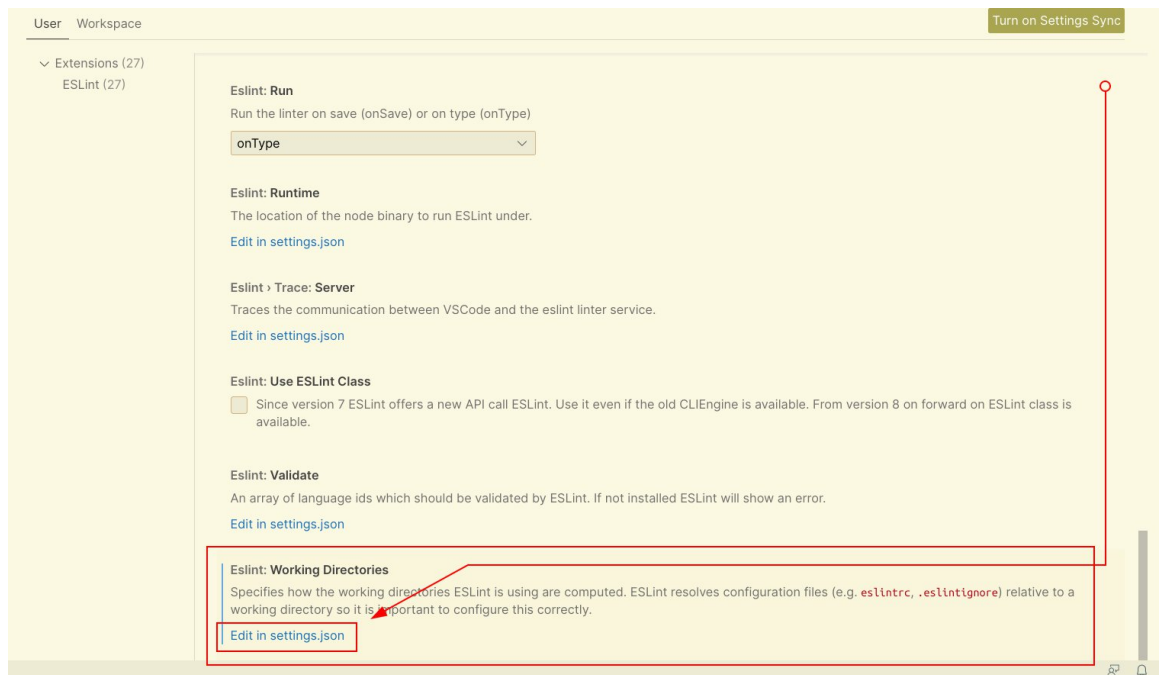 User Workspace
Turn on Settings Sync
Extensions (27)
ESLint (27)
Eslint: Run
Run the linter on save (onSave) or on type (onType)
onType
Eslint: Runtime
The location of the node binary to run ESLint under.
Edit in settings.json
Eslint › Trace: Server
Traces the communication between VSCode and the eslint linter service.
Edit in settings.json
Eslint: Use ESLint Class
Since version 7 ESLint offers a new API call ESLint. Use it even if the old CLIEngine is available. From version 8 on forward on ESLint class is
available.
Eslint: Validate
An array of language ids which should be validated by ESLint. If not installed ESLint will show an error.
Edit in settings.json
Eslint: Working Directories
Specifies how the working directories ESLint is using are computed. ESLint resolves configuration files (e.g. eslintrc, .eslintignore) relative to a
working directory so it is important to configure this correctly.
Edit in settings.json